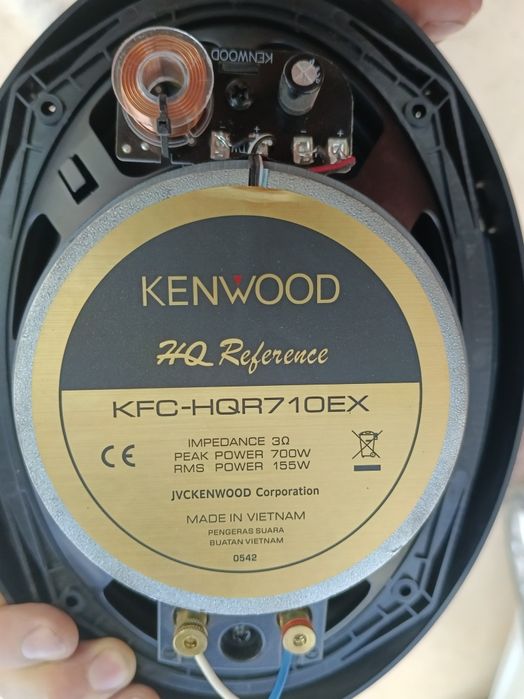 KENWOOD
KENWOOD
HQ Reference
KFC-HQR710EX
CE
IMPEDANCE 3Ω
PEAK POWER 700W
RMS POWER 155W
JVCKENWOOD Corporation
MADE IN VIETNAM
PENGERAS SUARA
BUATAN VIETNAM
0542